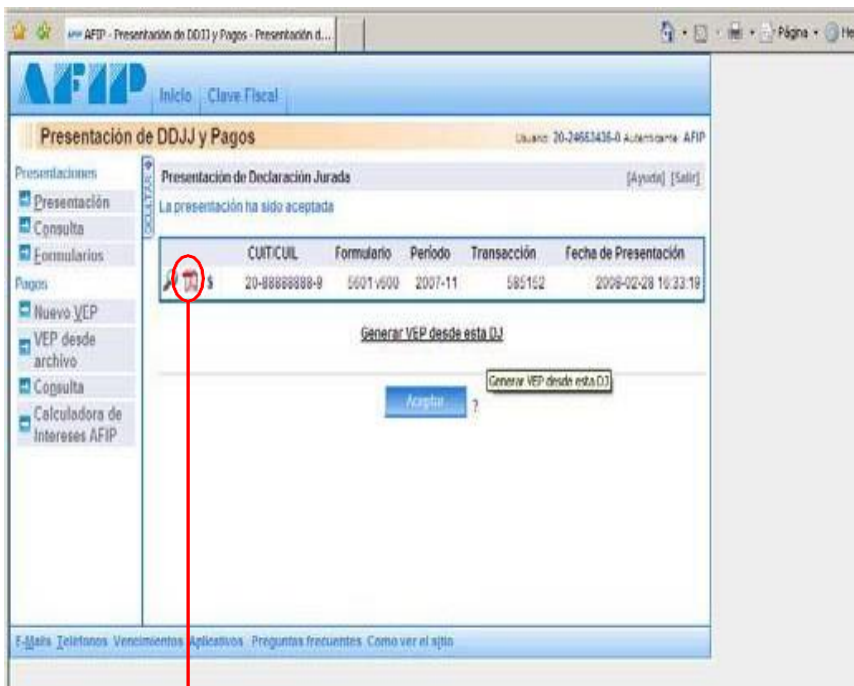 AFIP - Presentación de DDJJ y Pagos - Presentación d...
Página
He
AFIP
Inicio
Clave Fiscal
Presentación de DDJJ y Pagos
Usuario: 20-24663436-0 Autenticante: AFIP
Presentaciones
Presentación
Consulta
Formularios
Pagos
Nuevo VEP
VEP desde
archivo
Consulta
Calculadora de
Intereses AFIP
OCULTAR
Presentación de Declaración Jurada
[Ayuda] [Salir]
La presentación ha sido aceptada
CUIT/CUIL Formulario Período Transacción Fecha de Presentación
$ 20-88888888-9 5601 v600 2007-11 585152 2008-02-28 16:33:19
Generar VEP desde esta DJ
Generar VEP desde esta DJ
Aceptar ?
E-Mails Teléfonos Vencimientos Aplicativos Preguntas frecuentes Como ver el sitio